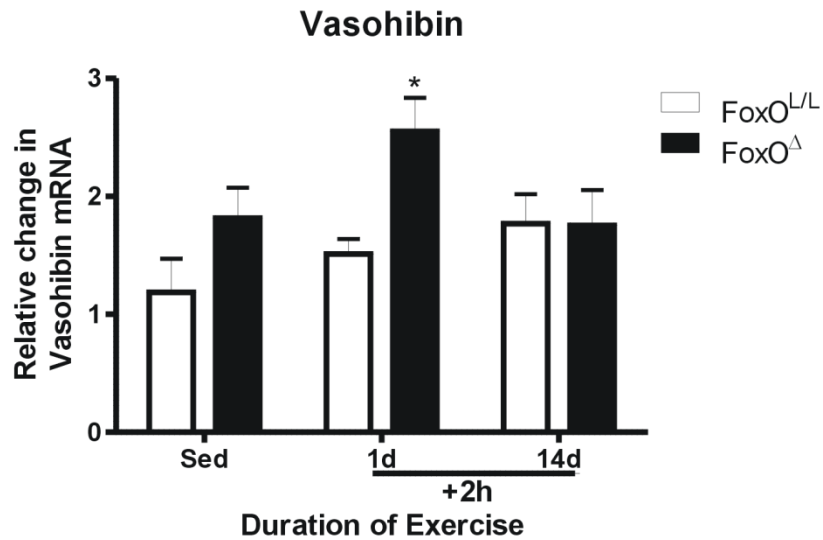 Vasohibin
Relative change in
Vasohibin mRNA
3
2
1
0
*
FoxO^L/L
FoxO^Δ
Sed
1d
14d
+2h
Duration of Exercise